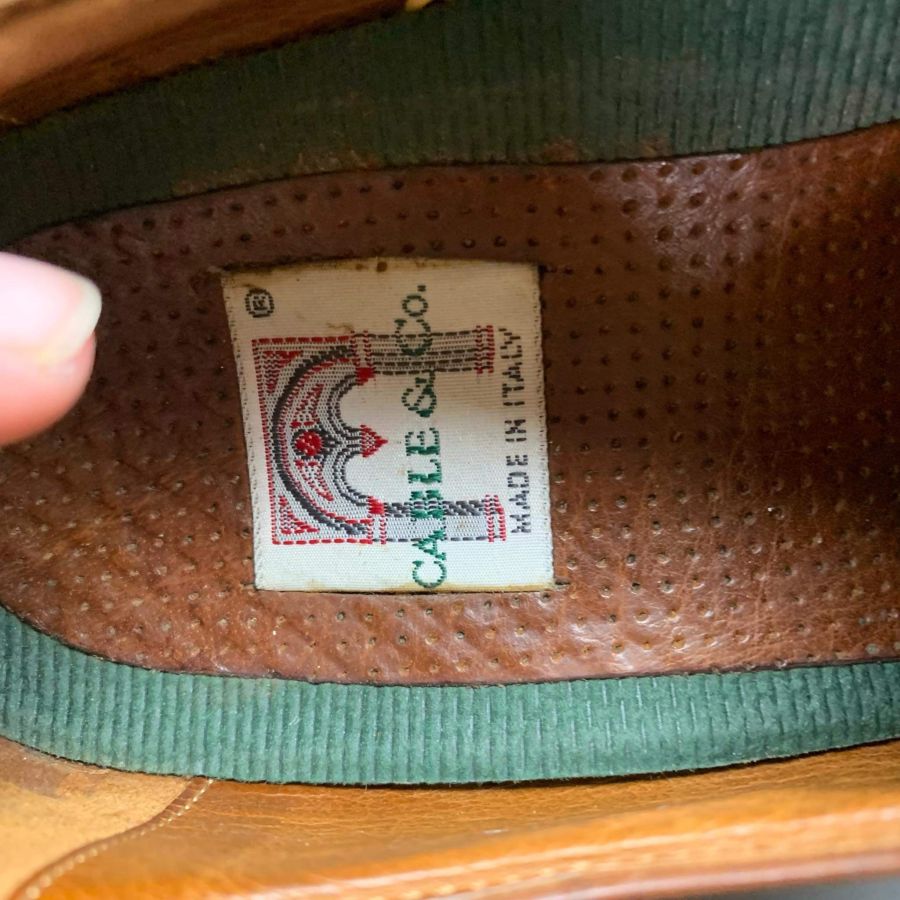 ®
CABLE & Co.
MADE IN ITALY